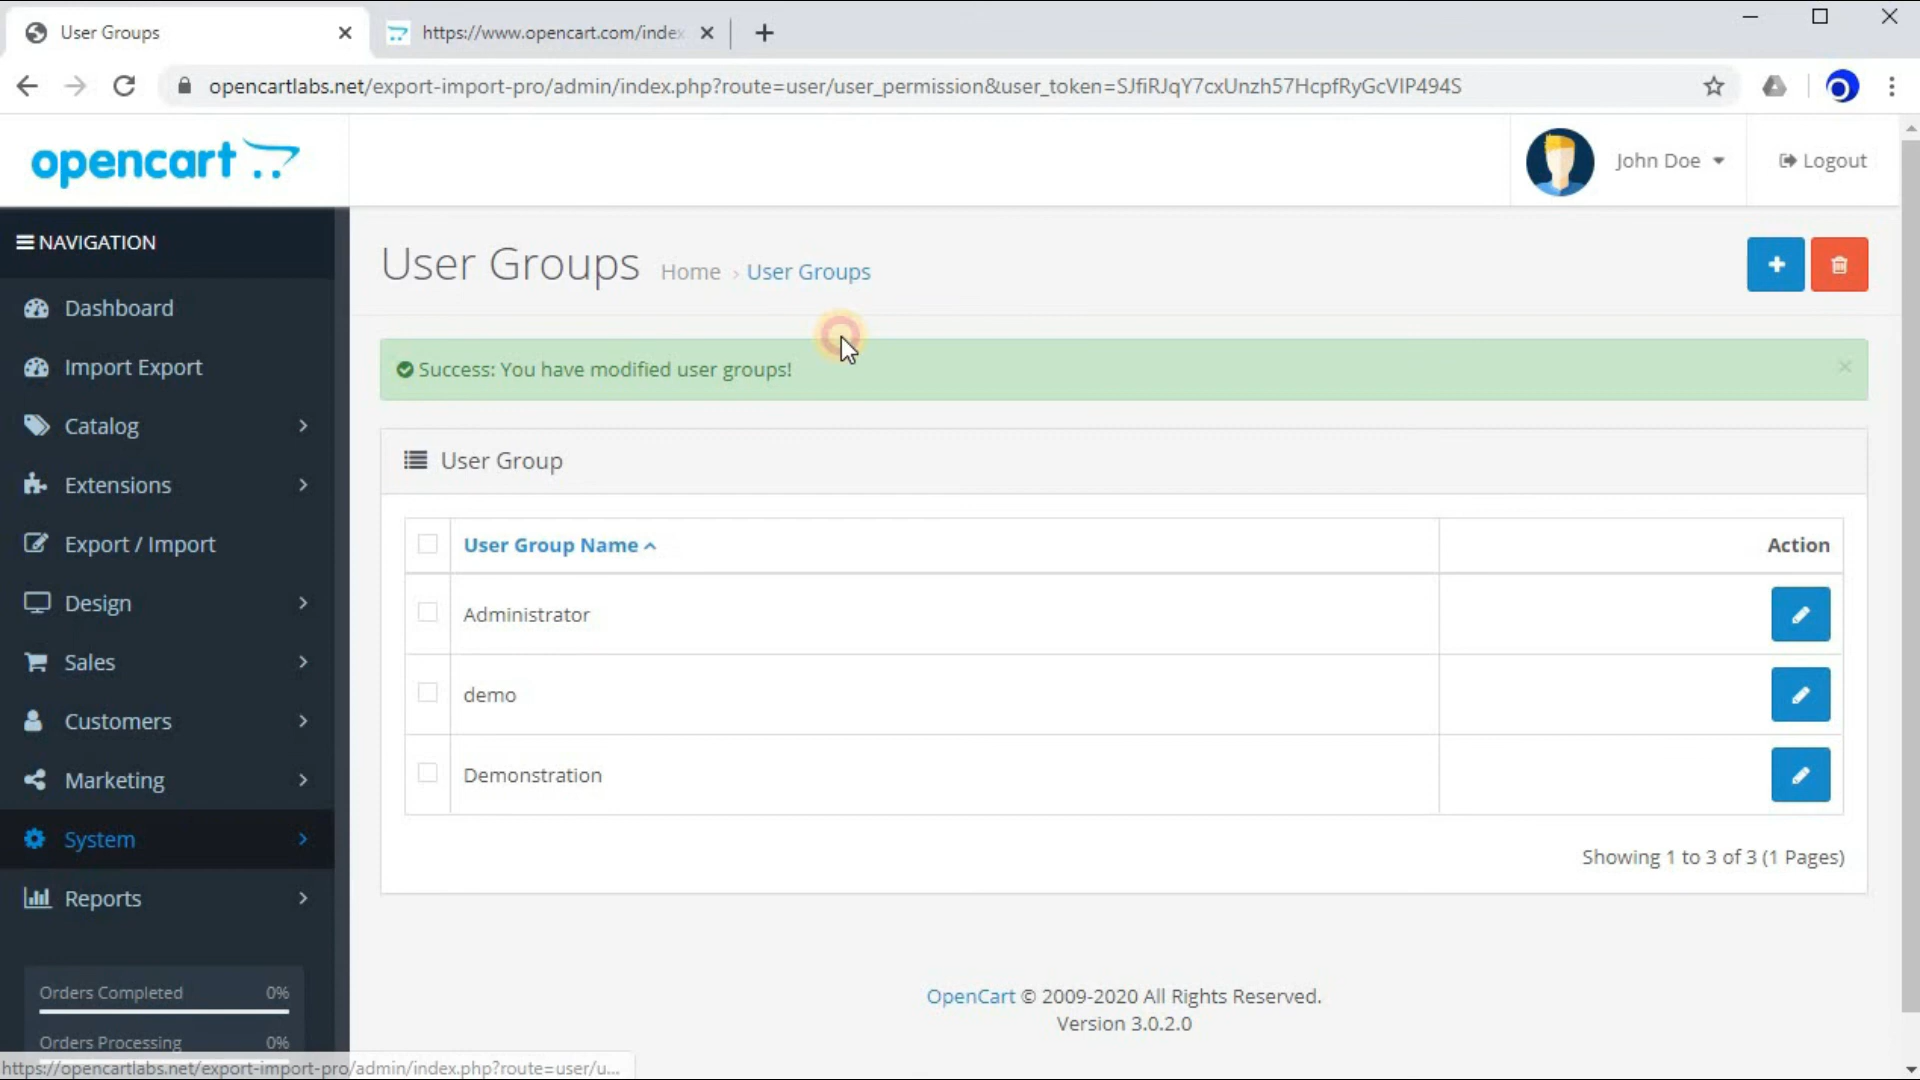 User Groups
https://www.opencart.com/index
opencartlabs.net/export-import-pro/admin/index.php?route=user/user_permission&user_token=SJfiRJqY7cxUnzh57HcpfRyGcVIP494S
opencart
John Doe
Logout
NAVIGATION
User Groups
Home › User Groups
Dashboard
Import Export
Catalog
Extensions
Export / Import
Design
Sales
Customers
Marketing
System
Reports
Success: You have modified user groups!
×
User Group
User Group Name
Action
Administrator
demo
Demonstration
Showing 1 to 3 of 3 (1 Pages)
Orders Completed 0%
Orders Processing 0%
OpenCart © 2009-2020 All Rights Reserved.
Version 3.0.2.0
https://opencartlabs.net/export-import-pro/admin/index.php?route=user/u...